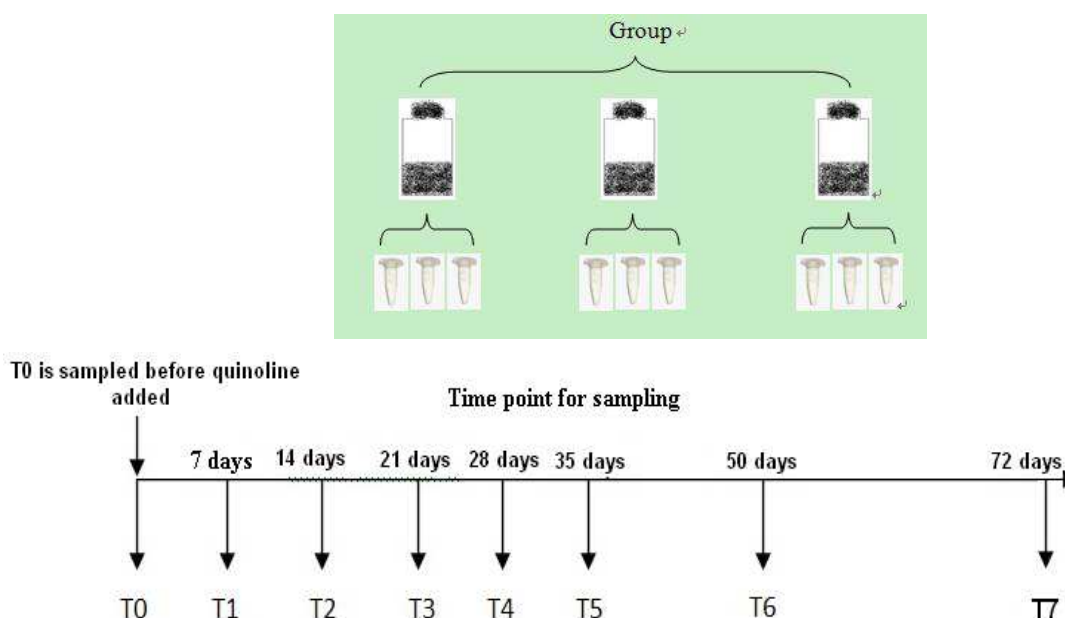 Group
T0 is sampled before quinoline
added
Time point for sampling
7 days 14 days 21 days 28 days 35 days 50 days 72 days
T0 T1 T2 T3 T4 T5 T6 T7